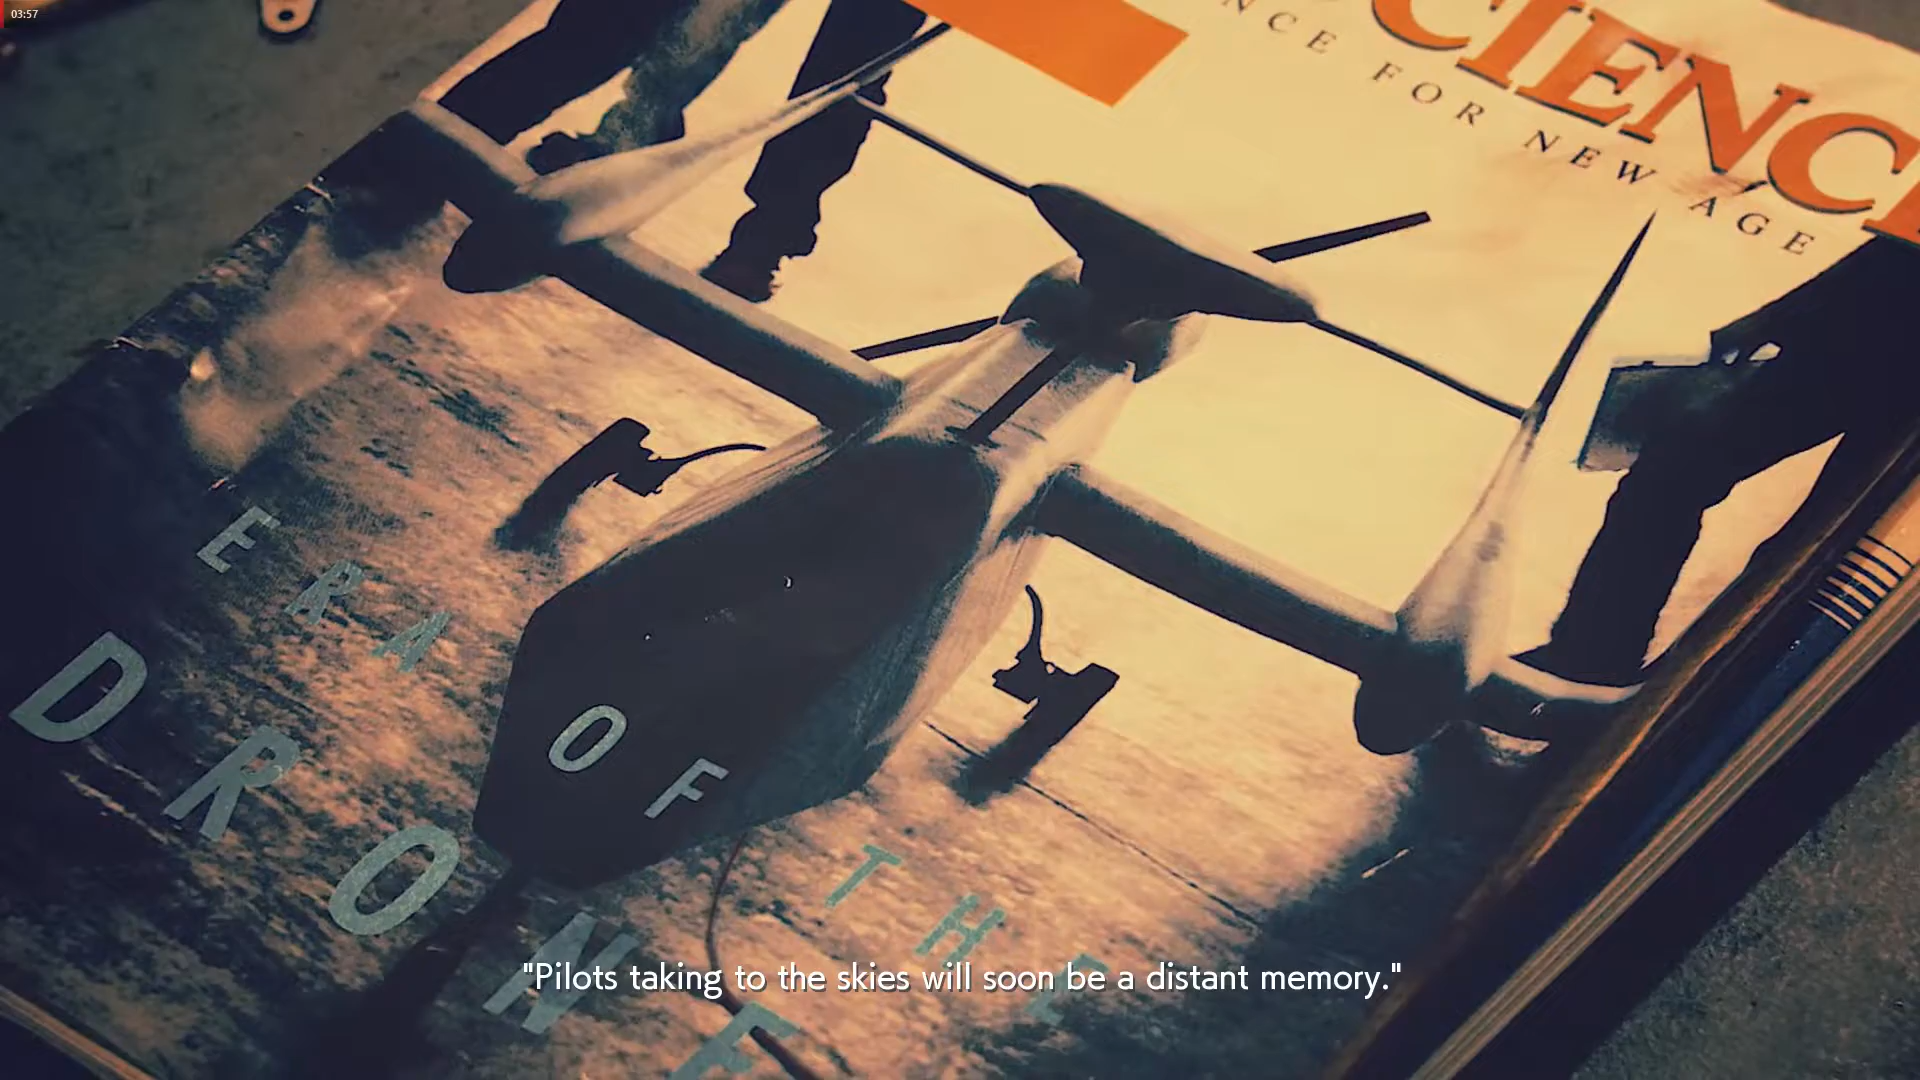 03:57
SCIENC
NCE FOR NEW AGE
ERA OF THE
DRONE
"Pilots taking to the skies will soon be a distant memory."